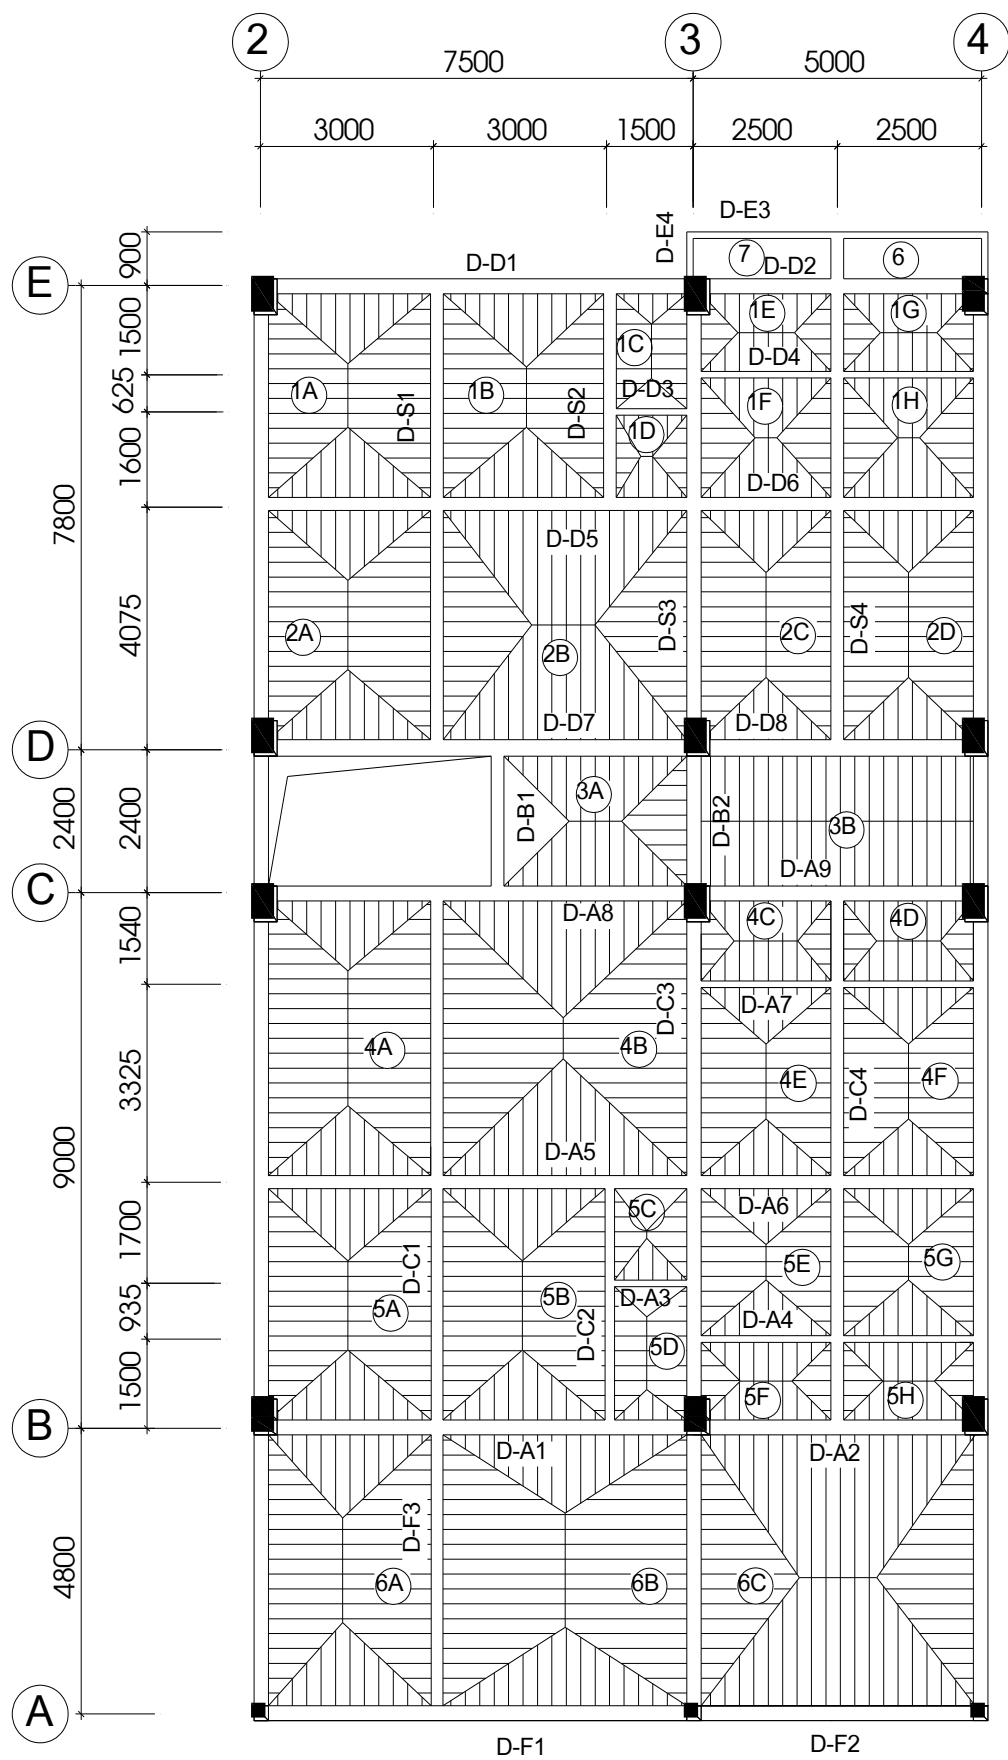 2 3 4
7500 5000
3000 3000 1500 2500 2500
D-E3
D-E4
900
7 6
D-D1 D-D2
E
1500
1E 1G
1C
D-D4
625
1A D-S1 1B D-S2 D-D3
1F 1H
1D
1600
D-D6
7800
D-D5
4075
2A D-S3 2C D-S4 2D
2B
D-D7 D-D8
D
3A
2400 2400 D-B1 D-B2
3B
D-A9
C
1540
D-A8 4C 4D
D-C3 D-A7
4A 4B
3325
4E D-C4 4F
9000
D-A5
1700
5C D-A6
D-C1 5E 5G
935
5A 5B D-A3
D-C2 D-A4
1500
5D
5F 5H
B
D-A1 D-A2
D-F3
4800
6A 6B 6C
A
D-F1 D-F2